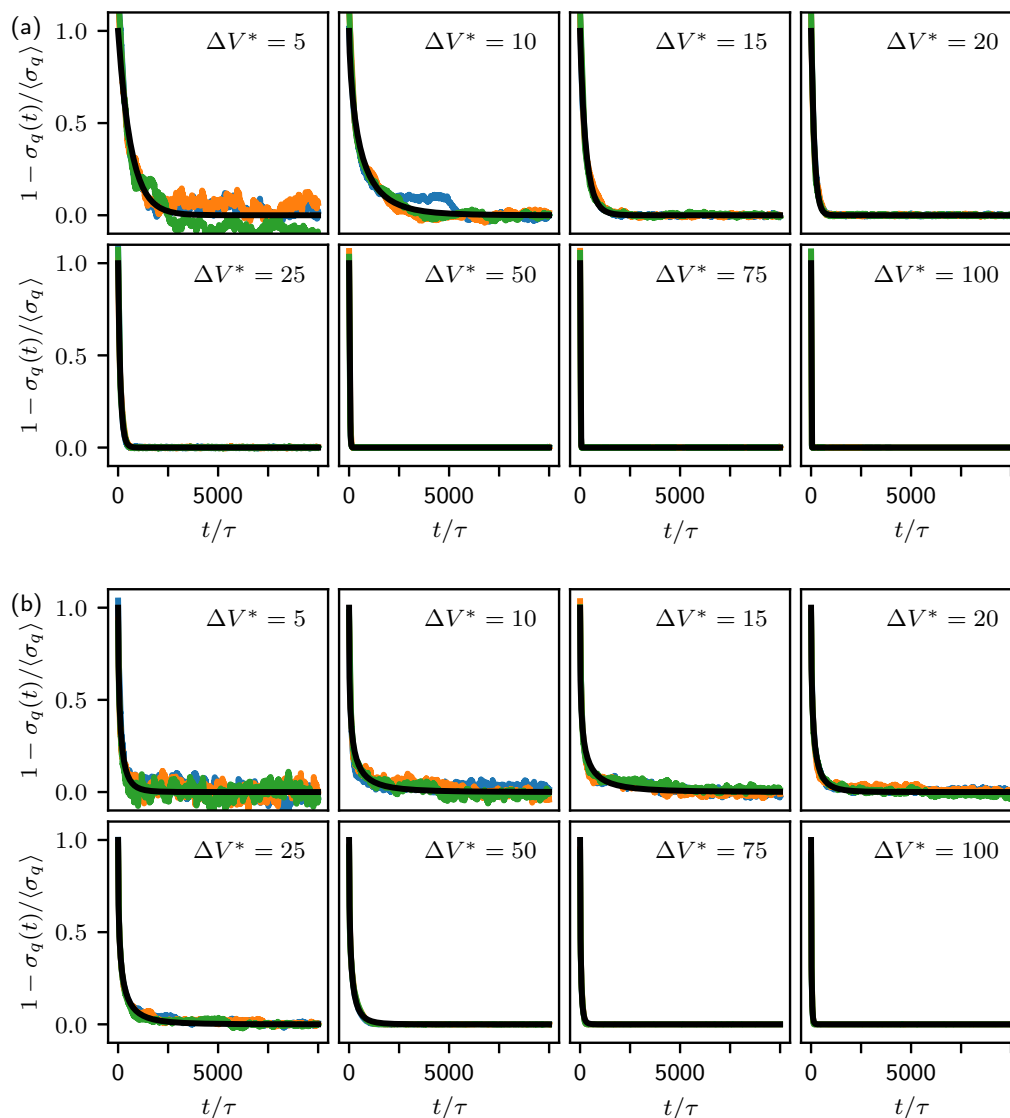 (a)
1 − σ_q(t)/⟨σ_q⟩
1.0
0.5
0.0
ΔV* = 5
ΔV* = 10
ΔV* = 15
ΔV* = 20
1 − σ_q(t)/⟨σ_q⟩
1.0
0.5
0.0
ΔV* = 25
ΔV* = 50
ΔV* = 75
ΔV* = 100
0 5000 0 5000 0 5000 0 5000
t/τ t/τ t/τ t/τ
(b)
1 − σ_q(t)/⟨σ_q⟩
1.0
0.5
0.0
ΔV* = 5
ΔV* = 10
ΔV* = 15
ΔV* = 20
1 − σ_q(t)/⟨σ_q⟩
1.0
0.5
0.0
ΔV* = 25
ΔV* = 50
ΔV* = 75
ΔV* = 100
0 5000 0 5000 0 5000 0 5000
t/τ t/τ t/τ t/τ